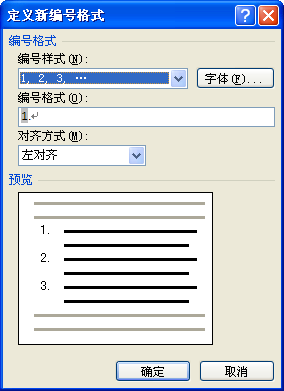 定义新编号格式
编号格式
编号样式(N):
1, 2, 3, …
字体(F)...
编号格式(O):
1.↵
对齐方式(M):
左对齐
预览
1.
2.
3.
确定
取消